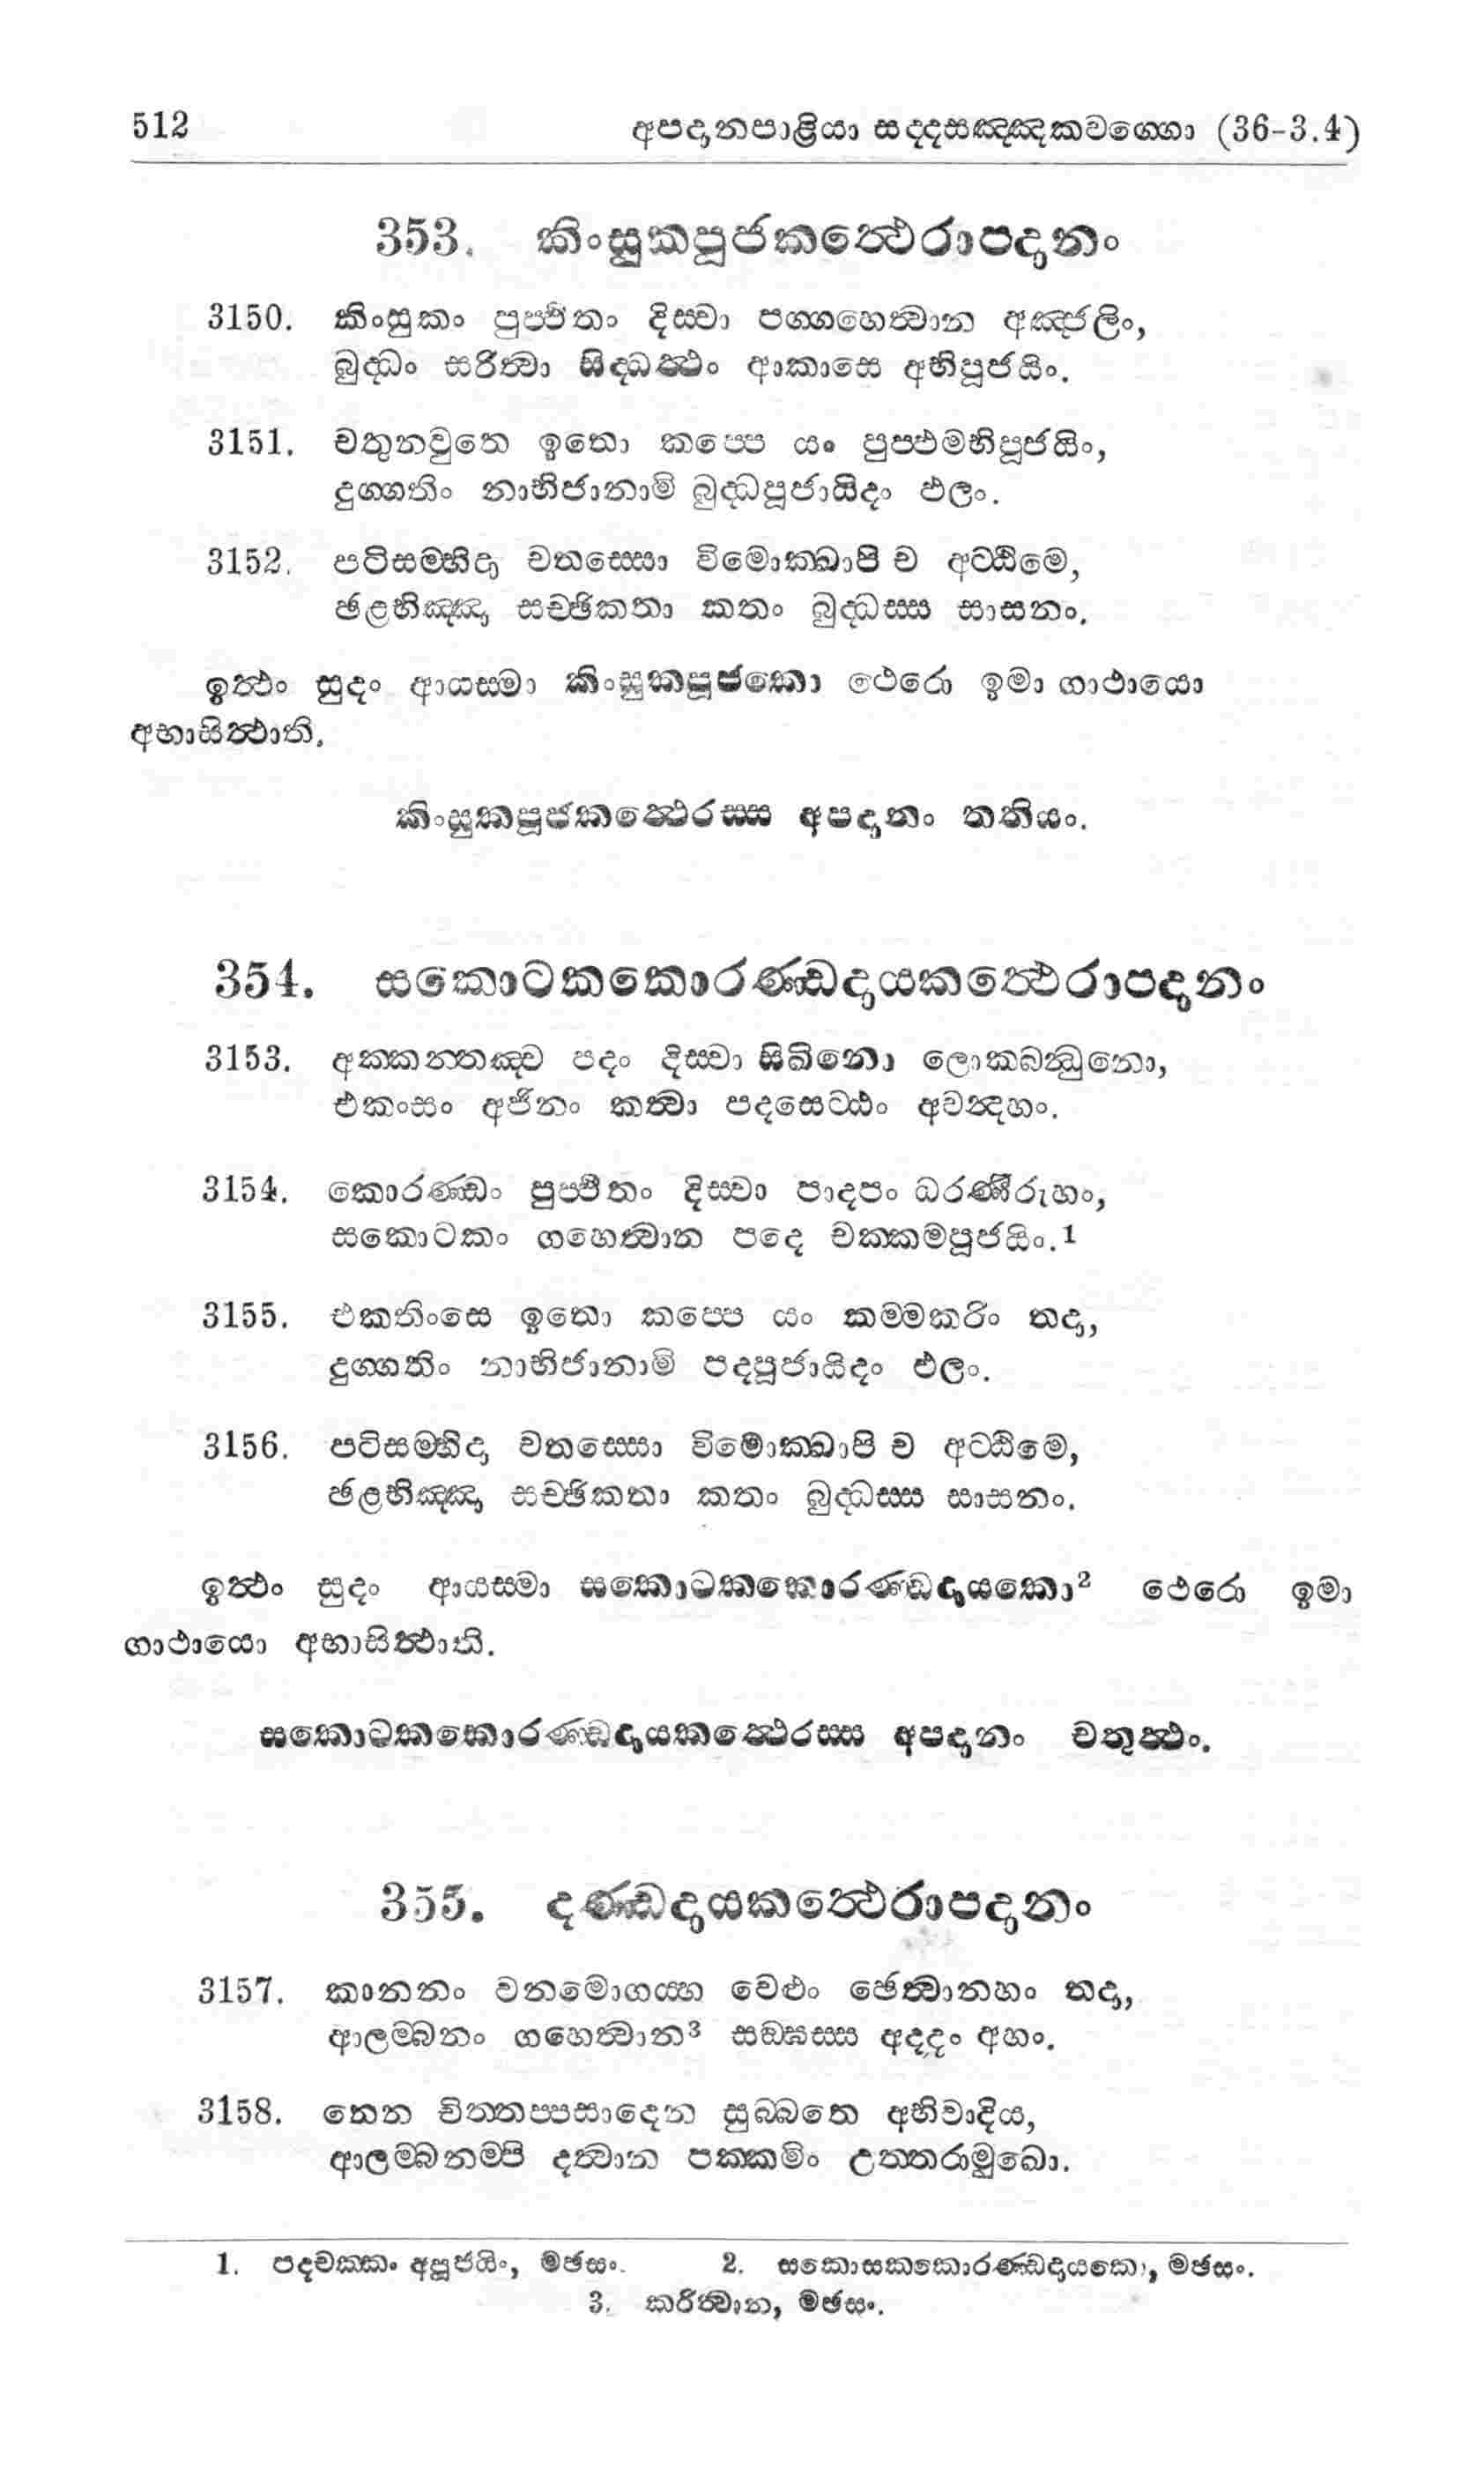 512 අපදානපාළියා සද්දසඤ්ඤකවග්ගො (36-3.4)
353. කිංසුකපූජකත්ථෙරාපදානං
3150. කිංසුකං පුප්ඵිතං දිස්වා පග්ගහෙත්වාන අඤ්ජලිං,
බුද්ධං සරිත්වා සිද්ධත්ථං ආකාසෙ අභිපූජයිං.
3151. චතුනවුතෙ ඉතො කප්පෙ යං පුප්ඵමභිපූජයිං,
දුග්ගතිං නාභිජානාමි බුද්ධපූජායිදං ඵලං.
3152. පටිසම්භිදා චතස්සො විමොක්ඛාපි ච අට්ඨිමෙ,
ඡළභිඤ්ඤා සච්ඡිකතා කතං බුද්ධස්ස සාසනං.
ඉත්ථං සුදං ආයස්මා කිංසුකපූජකො ථෙරො ඉමා ගාථායො
අභාසිත්ථාති.
කිංසුකපූජකත්ථෙරස්ස අපදානං තතියං.
354. සකොටකකොරණ්ඩදායකත්ථෙරාපදානං
3153. අක්කන්තඤ්ච පදං දිස්වා සිඛිනො ලොකබන්ධුනො,
එකංසං අජිනං කත්වා පදසෙට්ඨං අවන්දහං.
3154. කොරණ්ඩං පුප්ඵිතං දිස්වා පාදපං ධරණීරුහං,
සකොටකං ගහෙත්වාන පදෙ චක්කමපූජයිං.1
3155. එකතිංසෙ ඉතො කප්පෙ යං කම්මකරිං තදා,
දුග්ගතිං නාභිජානාමි පදපූජායිදං ඵලං.
3156. පටිසම්භිදා චතස්සො විමොක්ඛාපි ච අට්ඨිමෙ,
ඡළභිඤ්ඤා සච්ඡිකතා කතං බුද්ධස්ස සාසනං.
ඉත්ථං සුදං ආයස්මා සකොටකකොරණ්ඩදායකො2 ථෙරො ඉමා
ගාථායො අභාසිත්ථාති.
සකොටකකොරණ්ඩදායකත්ථෙරස්ස අපදානං චතුත්ථං.
355. දණ්ඩදායකත්ථෙරාපදානං
3157. කානනං වනමොගය්හ වෙළුං ඡෙත්වානහං තදා,
ආලම්බනං ගහෙත්වාන3 සඞ්ඝස්ස අදදං අහං.
3158. තෙන චිත්තප්පසාදෙන සුබ්බතෙ අභිවාදිය,
ආලම්බනම්පි දත්වාන පක්කමිං උත්තරාමුඛො.
1. පදචක්කං අපූජයිං, මඡසං. 2. සකොසකකොරණ්ඩදායකො, මඡසං.
3. කරිත්වාන, මඡසං.